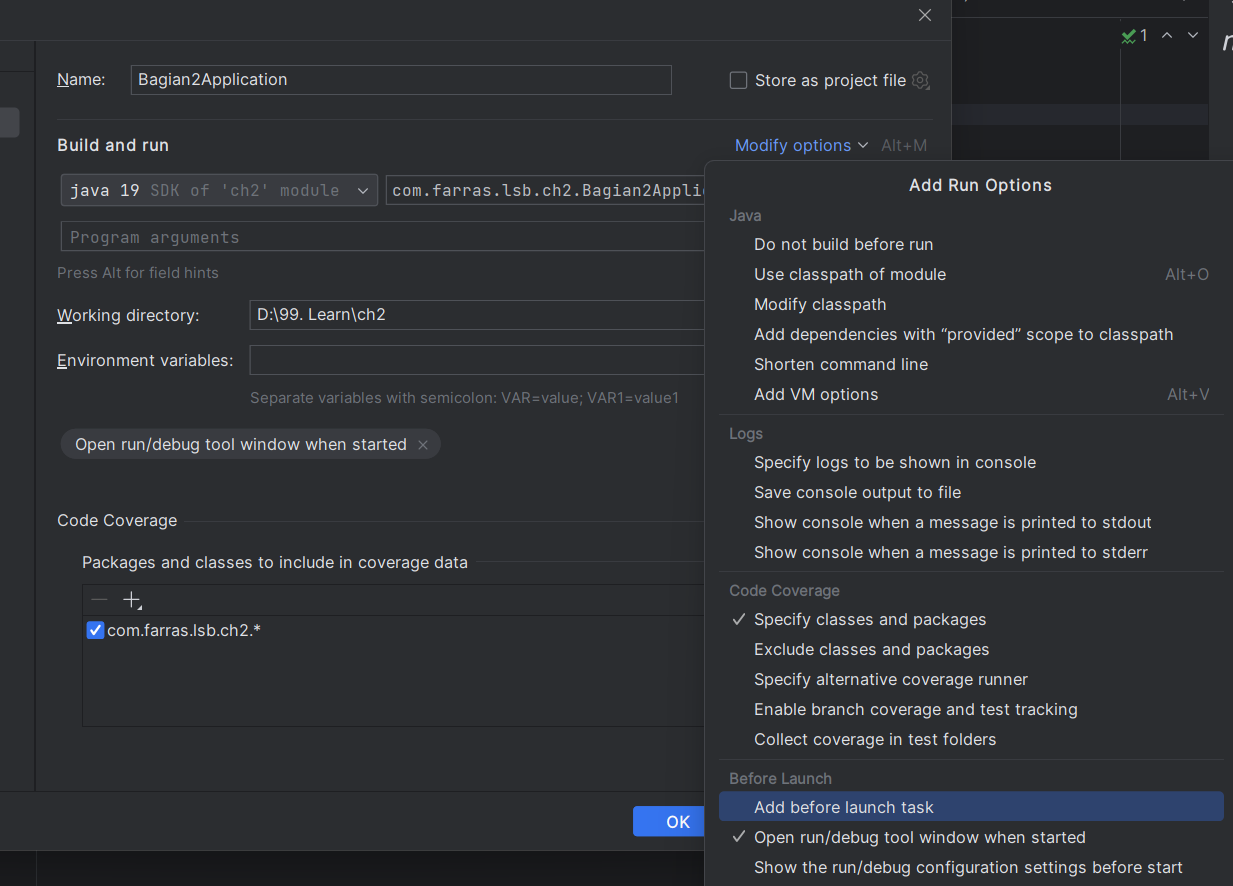 1
Name: Bagian2Application Store as project file
Build and run Modify options Alt+M
java 19 SDK of 'ch2' module com.farras.lsb.ch2.Bagian2Applic
Program arguments
Press Alt for field hints
Working directory: D:\99. Learn\ch2
Environment variables:
Separate variables with semicolon: VAR=value; VAR1=value1
Open run/debug tool window when started
Code Coverage
Packages and classes to include in coverage data
com.farras.lsb.ch2.*
OK
Add Run Options
Java
Do not build before run
Use classpath of module Alt+O
Modify classpath
Add dependencies with “provided” scope to classpath
Shorten command line
Add VM options Alt+V
Logs
Specify logs to be shown in console
Save console output to file
Show console when a message is printed to stdout
Show console when a message is printed to stderr
Code Coverage
Specify classes and packages
Exclude classes and packages
Specify alternative coverage runner
Enable branch coverage and test tracking
Collect coverage in test folders
Before Launch
Add before launch task
Open run/debug tool window when started
Show the run/debug configuration settings before start